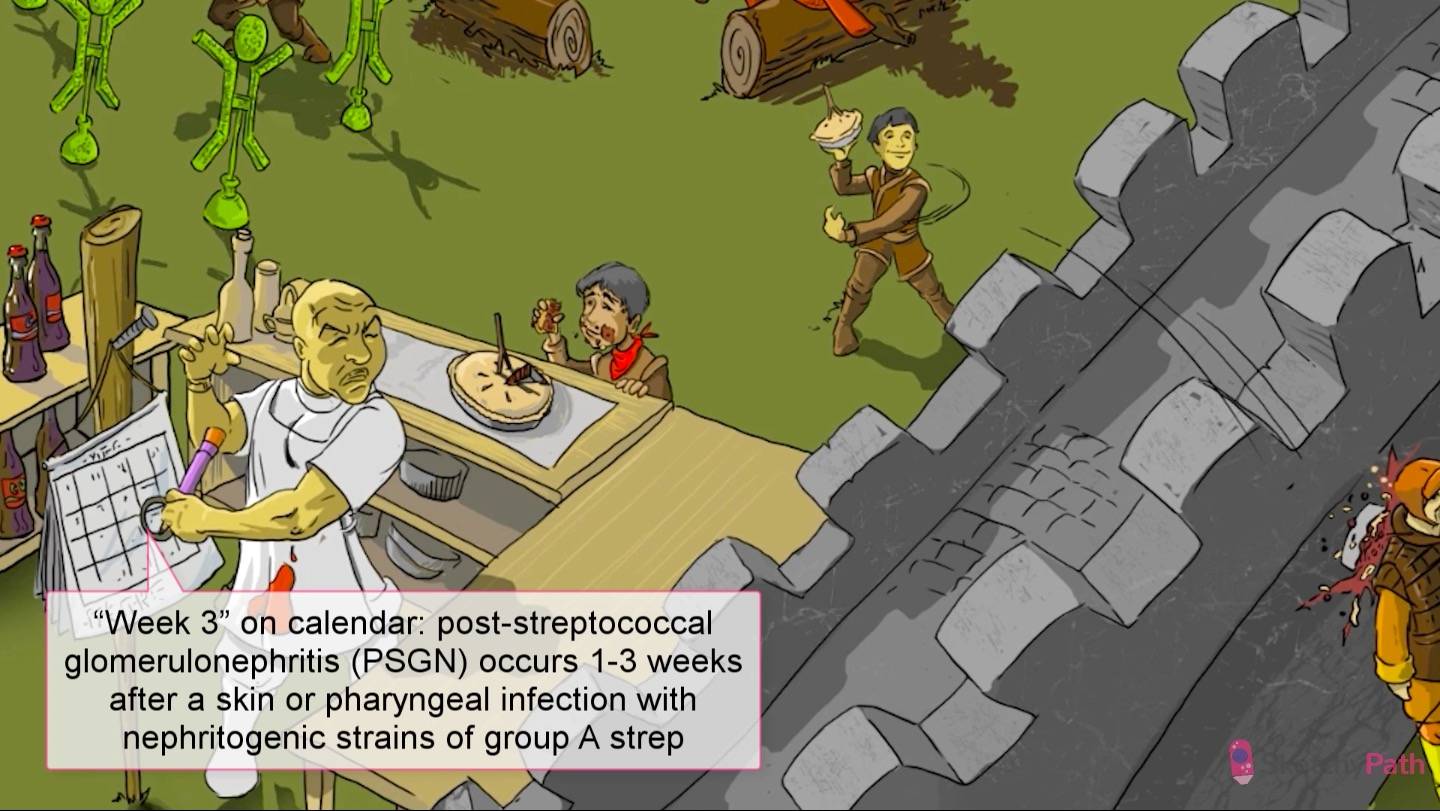 “Week 3” on calendar: post-streptococcal
glomerulonephritis (PSGN) occurs 1-3 weeks
after a skin or pharyngeal infection with
nephritogenic strains of group A strep
SketchyPath